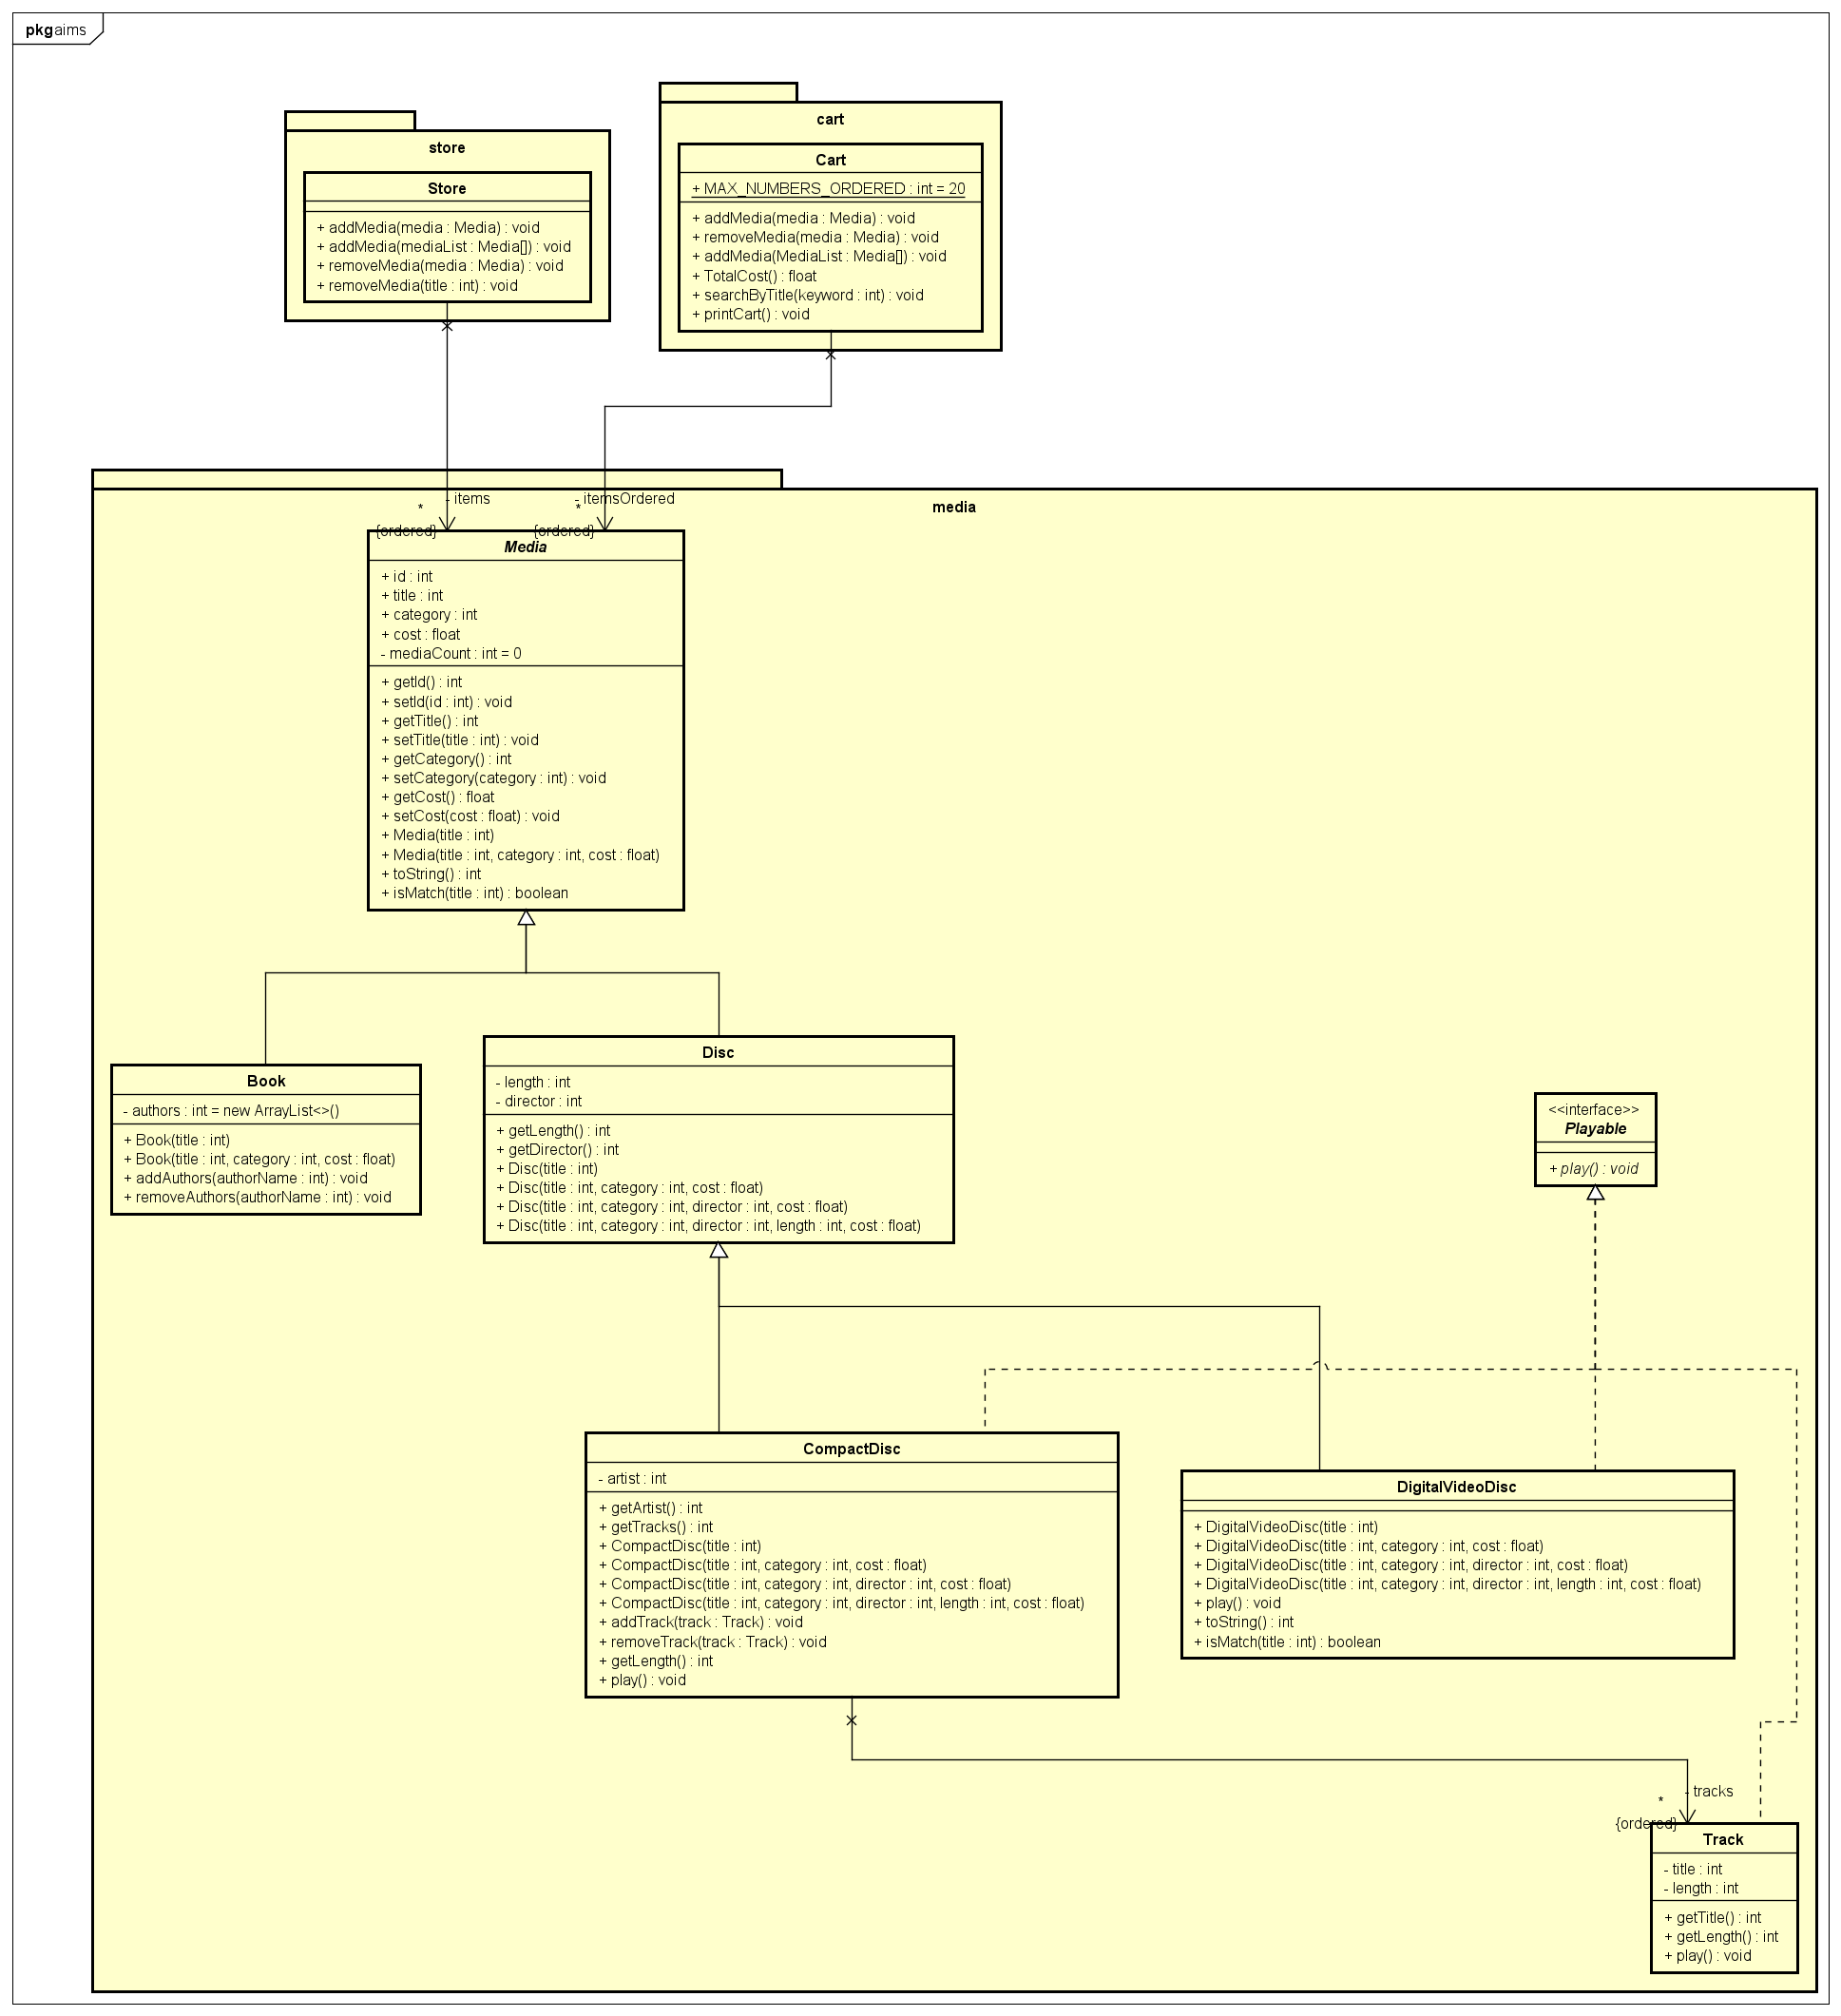 pkg aims
store
Store
+ addMedia(media : Media) : void
+ addMedia(mediaList : Media[]) : void
+ removeMedia(media : Media) : void
+ removeMedia(title : int) : void
cart
Cart
+ MAX_NUMBERS_ORDERED : int = 20
+ addMedia(media : Media) : void
+ removeMedia(media : Media) : void
+ addMedia(MediaList : Media[]) : void
+ TotalCost() : float
+ searchByTitle(keyword : int) : void
+ printCart() : void
media
- items
*
{ordered}
- itemsOrdered
*
{ordered}
Media
+ id : int
+ title : int
+ category : int
+ cost : float
- mediaCount : int = 0
+ getId() : int
+ setId(id : int) : void
+ getTitle() : int
+ setTitle(title : int) : void
+ getCategory() : int
+ setCategory(category : int) : void
+ getCost() : float
+ setCost(cost : float) : void
+ Media(title : int)
+ Media(title : int, category : int, cost : float)
+ toString() : int
+ isMatch(title : int) : boolean
Book
- authors : int = new ArrayList<>()
+ Book(title : int)
+ Book(title : int, category : int, cost : float)
+ addAuthors(authorName : int) : void
+ removeAuthors(authorName : int) : void
Disc
- length : int
- director : int
+ getLength() : int
+ getDirector() : int
+ Disc(title : int)
+ Disc(title : int, category : int, cost : float)
+ Disc(title : int, category : int, director : int, cost : float)
+ Disc(title : int, category : int, director : int, length : int, cost : float)
<<interface>>
Playable
+ play() : void
CompactDisc
- artist : int
+ getArtist() : int
+ getTracks() : int
+ CompactDisc(title : int)
+ CompactDisc(title : int, category : int, cost : float)
+ CompactDisc(title : int, category : int, director : int, cost : float)
+ CompactDisc(title : int, category : int, director : int, length : int, cost : float)
+ addTrack(track : Track) : void
+ removeTrack(track : Track) : void
+ getLength() : int
+ play() : void
DigitalVideoDisc
+ DigitalVideoDisc(title : int)
+ DigitalVideoDisc(title : int, category : int, cost : float)
+ DigitalVideoDisc(title : int, category : int, director : int, cost : float)
+ DigitalVideoDisc(title : int, category : int, director : int, length : int, cost : float)
+ play() : void
+ toString() : int
+ isMatch(title : int) : boolean
- tracks
*
{ordered}
Track
- title : int
- length : int
+ getTitle() : int
+ getLength() : int
+ play() : void